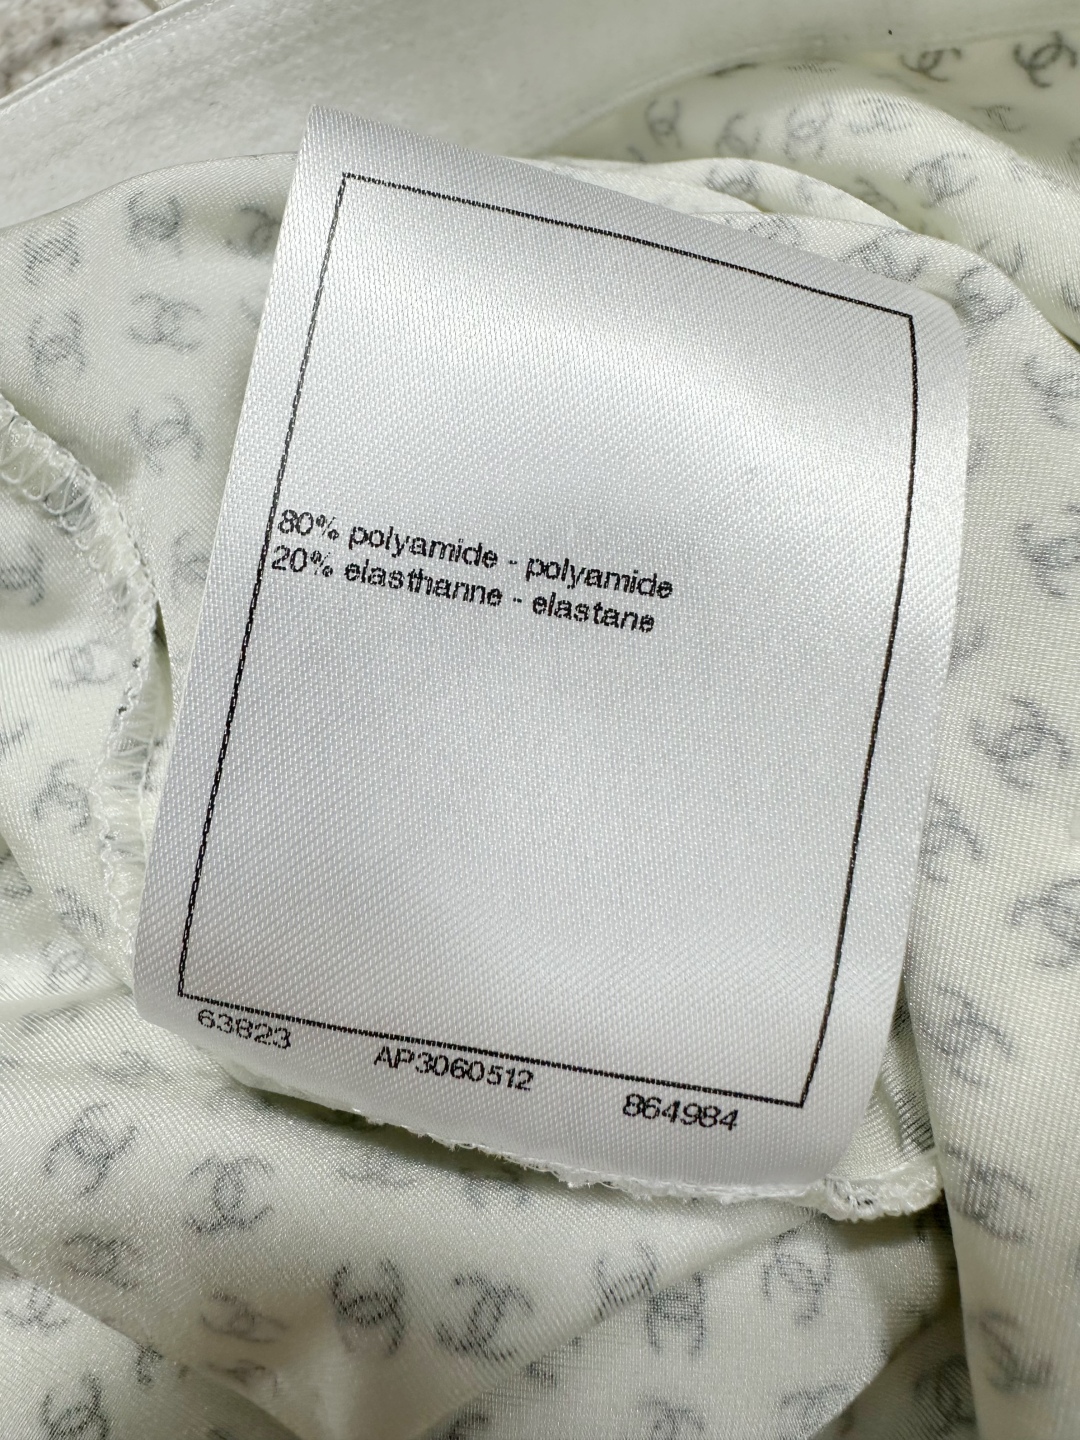 80% polyamide - polyamide
20% elasthanne - elastane
63823
AP3060512
864984